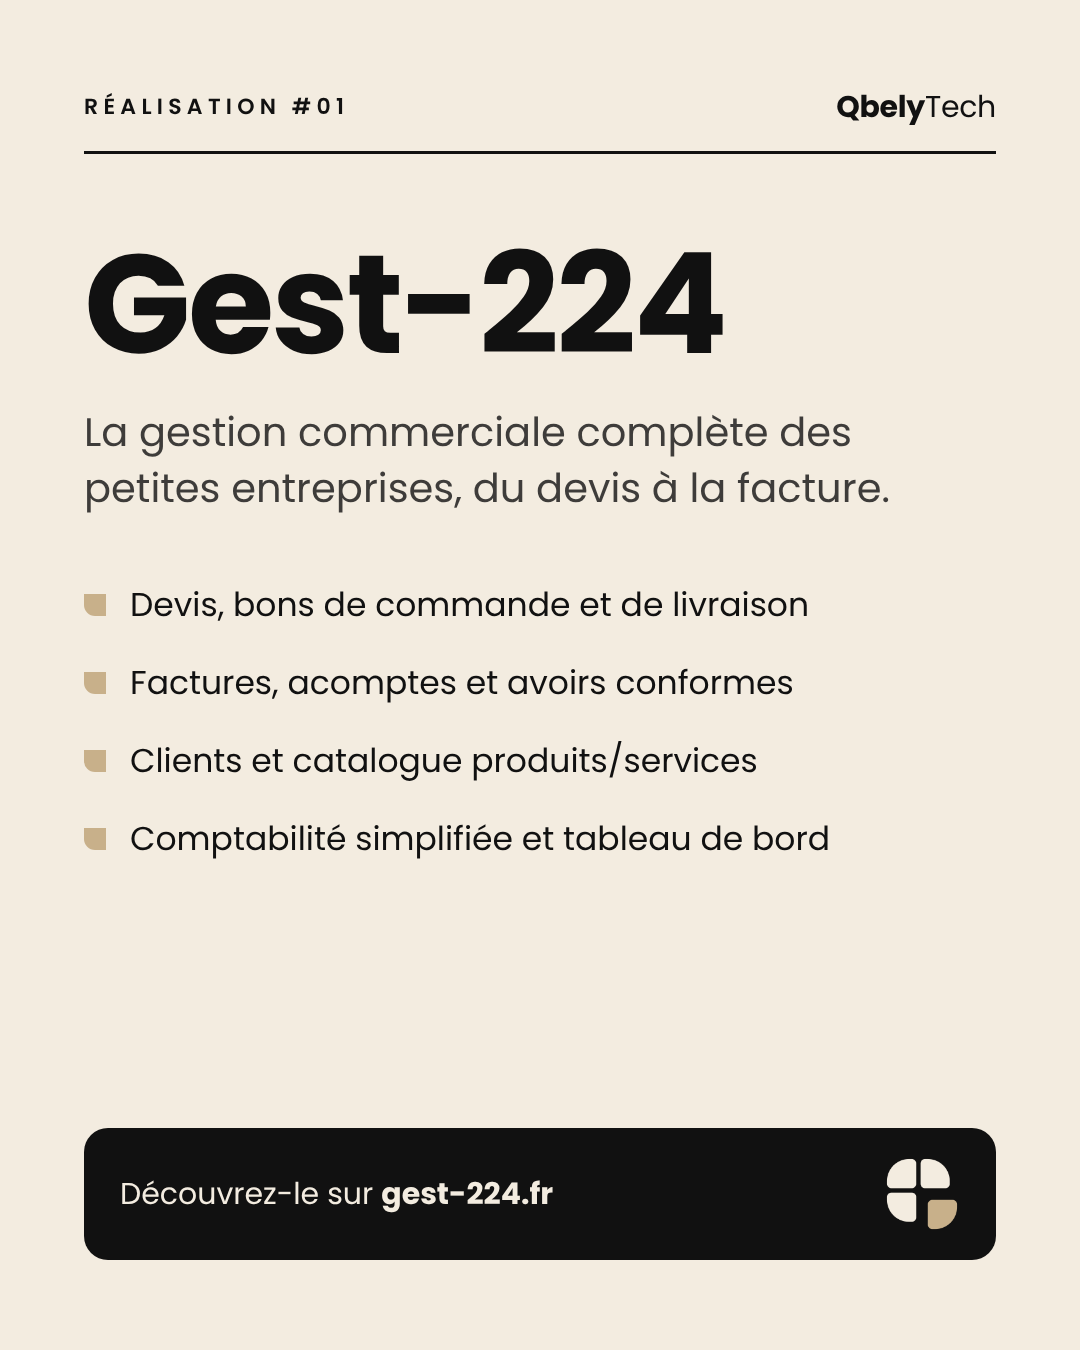 RÉALISATION #01
QbelyTech
Gest-224
La gestion commerciale complète des
petites entreprises, du devis à la facture.
Devis, bons de commande et de livraison
Factures, acomptes et avoirs conformes
Clients et catalogue produits/services
Comptabilité simplifiée et tableau de bord
Découvrez-le sur gest-224.fr